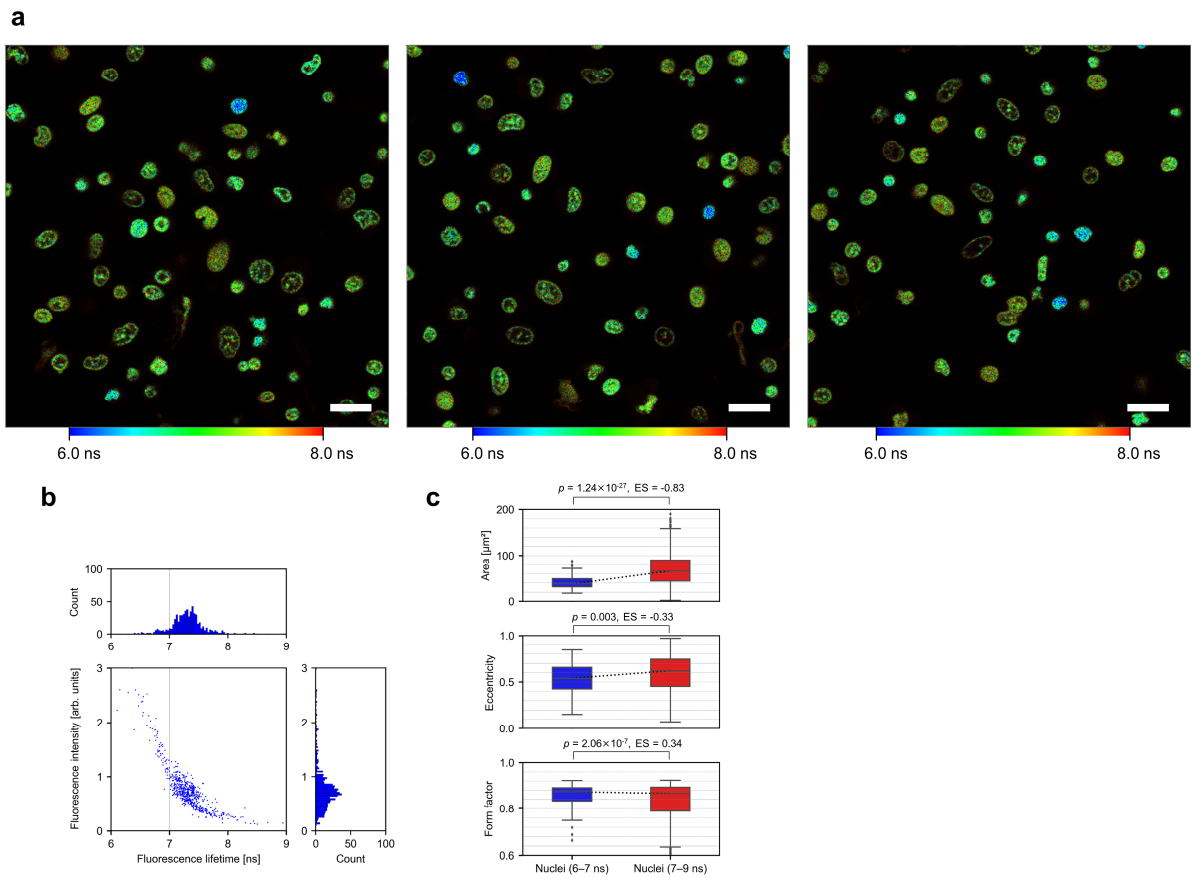 a
6.0 ns 8.0 ns 6.0 ns 8.0 ns 6.0 ns 8.0 ns
b
100
50
0
Count
6 7 8 9
3
2
1
0
Fluorescence intensity [arb. units]
6 7 8 9
Fluorescence lifetime [ns]
3
2
1
0
0 50 100
Count
c
p = 1.24×10⁻²⁷, ES = -0.83
200
100
0
Area [µm²]
p = 0.003, ES = -0.33
1.0
0.5
0.0
Eccentricity
p = 2.06×10⁻⁷, ES = 0.34
1.0
0.8
0.6
Form factor
Nuclei (6–7 ns) Nuclei (7–9 ns)